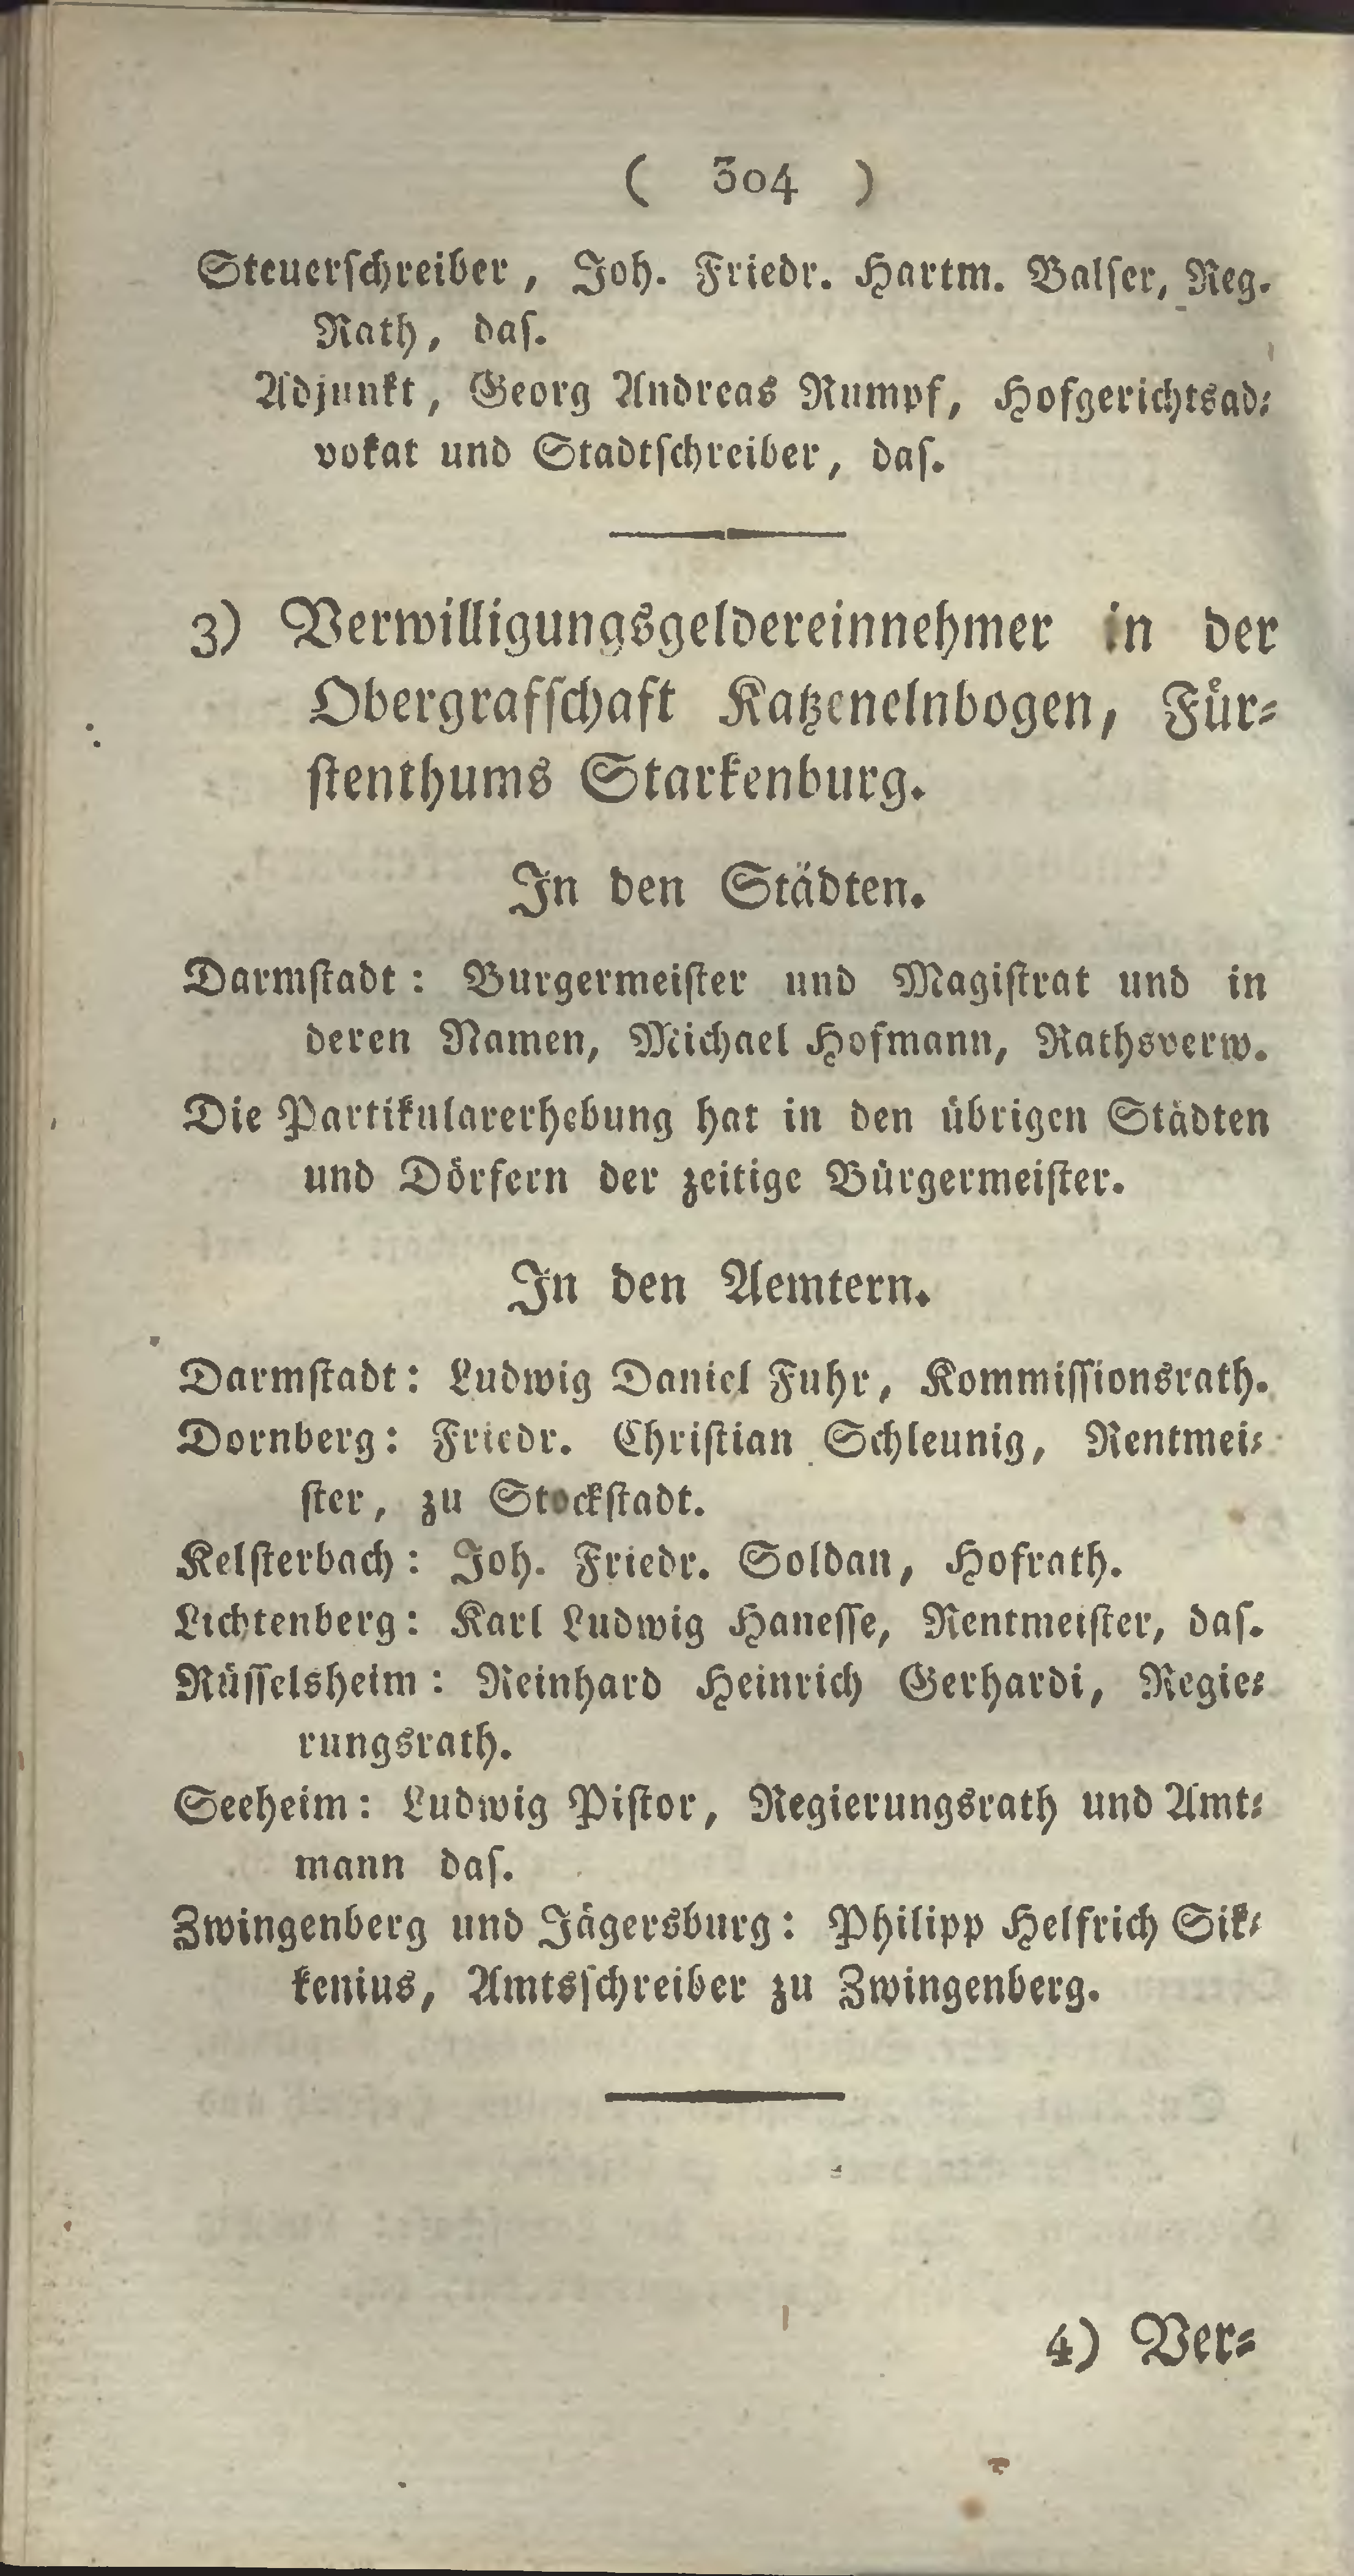 ( 304 )
Steuerſchreiber, Joh. Friedr. Hartm. Balſer, Reg.
Rath, daſ.
Adjunkt, Georg Andreas Rumpf, Hofgerichtsad⸗
vokat und Stadtſchreiber, daſ.
3) Verwilligungsgeldereinnehmer in der
Obergrafſchaft Katzenelnbogen, Fuͤr⸗
ſtenthums Starkenburg.
In den Städten.
Darmſtadt: Burgermeiſter und Magiſtrat und in
deren Namen, Michael Hofmann, Rathsverw.
Die Partikularerhebung hat in den übrigen Städten
und Dörfern der zeitige Bürgermeiſter.
In den Aemtern.
Darmſtadt: Ludwig Daniel Fuhr, Kommiſſionsrath.
Dornberg: Friedr. Chriſtian Schleunig, Rentmei⸗
ſter, zu Stockſtadt.
Kelſterbach: Joh. Friedr. Soldan, Hofrath.
Lichtenberg: Karl Ludwig Haneſſe, Rentmeiſter, daſ.
Rüſſelsheim: Reinhard Heinrich Gerhardi, Regie⸗
rungsrath.
Seeheim: Ludwig Piſtor, Regierungsrath und Amt⸗
mann daſ.
Zwingenberg und Jägersburg: Philipp Helfrich Sik⸗
kenius, Amtsſchreiber zu Zwingenberg.
4) Ver⸗